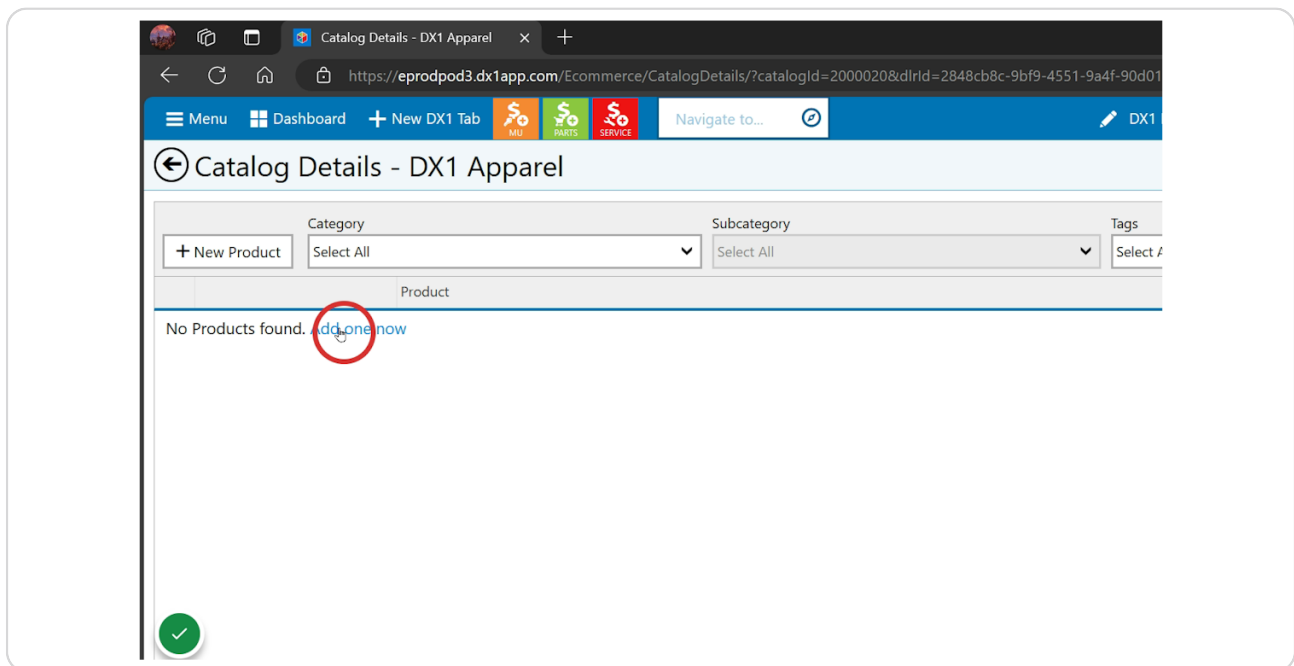 Catalog Details - DX1 Apparel
https://eprodpod3.dx1app.com/Ecommerce/CatalogDetails/?catalogId=2000020&dlrId=2848cb8c-9bf9-4551-9a4f-90d01
Menu Dashboard New DX1 Tab MU PARTS SERVICE Navigate to... DX1
Catalog Details - DX1 Apparel
Category Subcategory Tags
+ New Product Select All Select All Select
Product
No Products found. Add one now